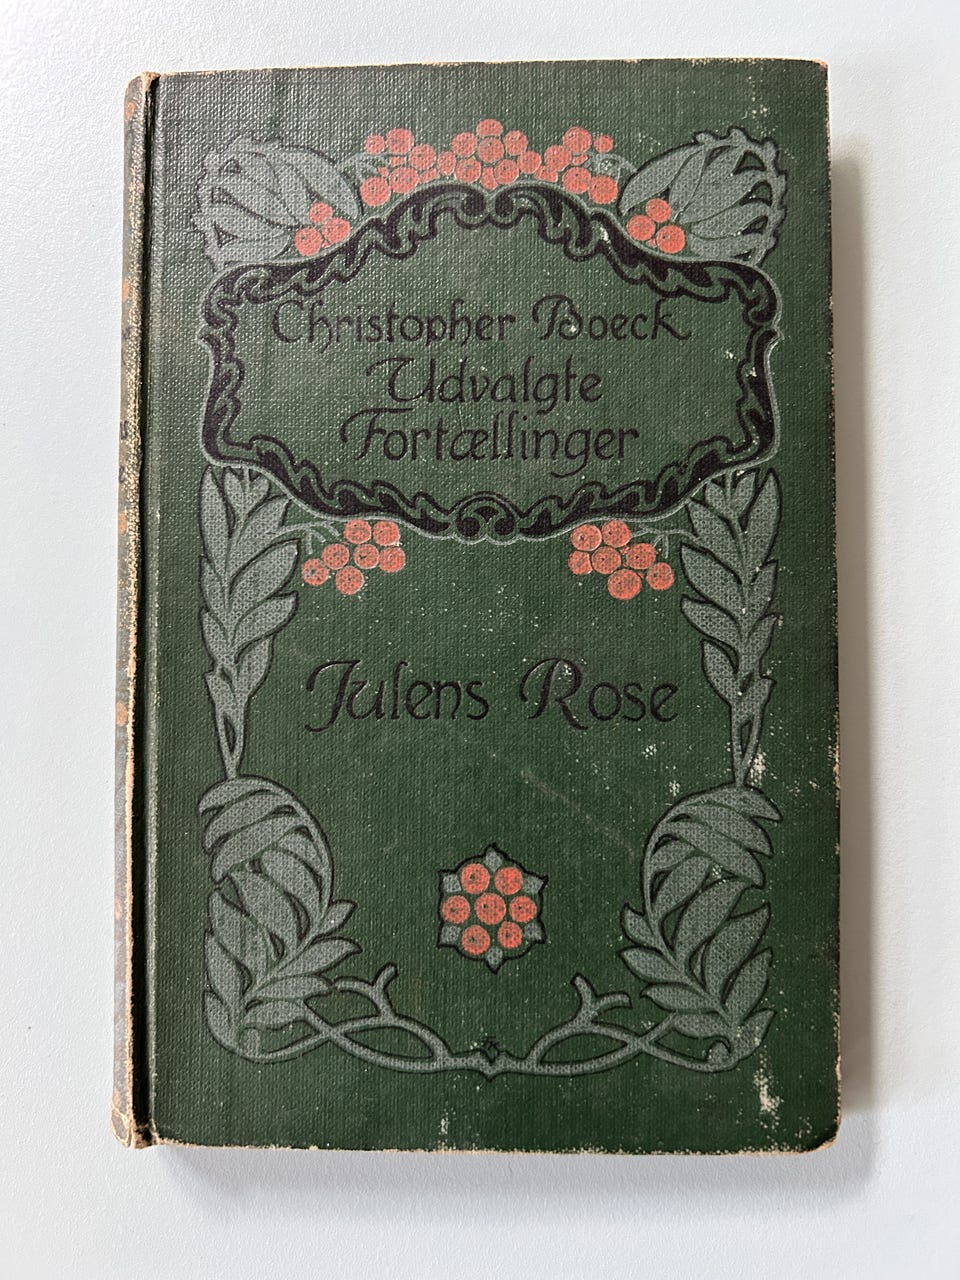 Christopher Boeck
Udvalgte
Fortællinger
Julens Rose